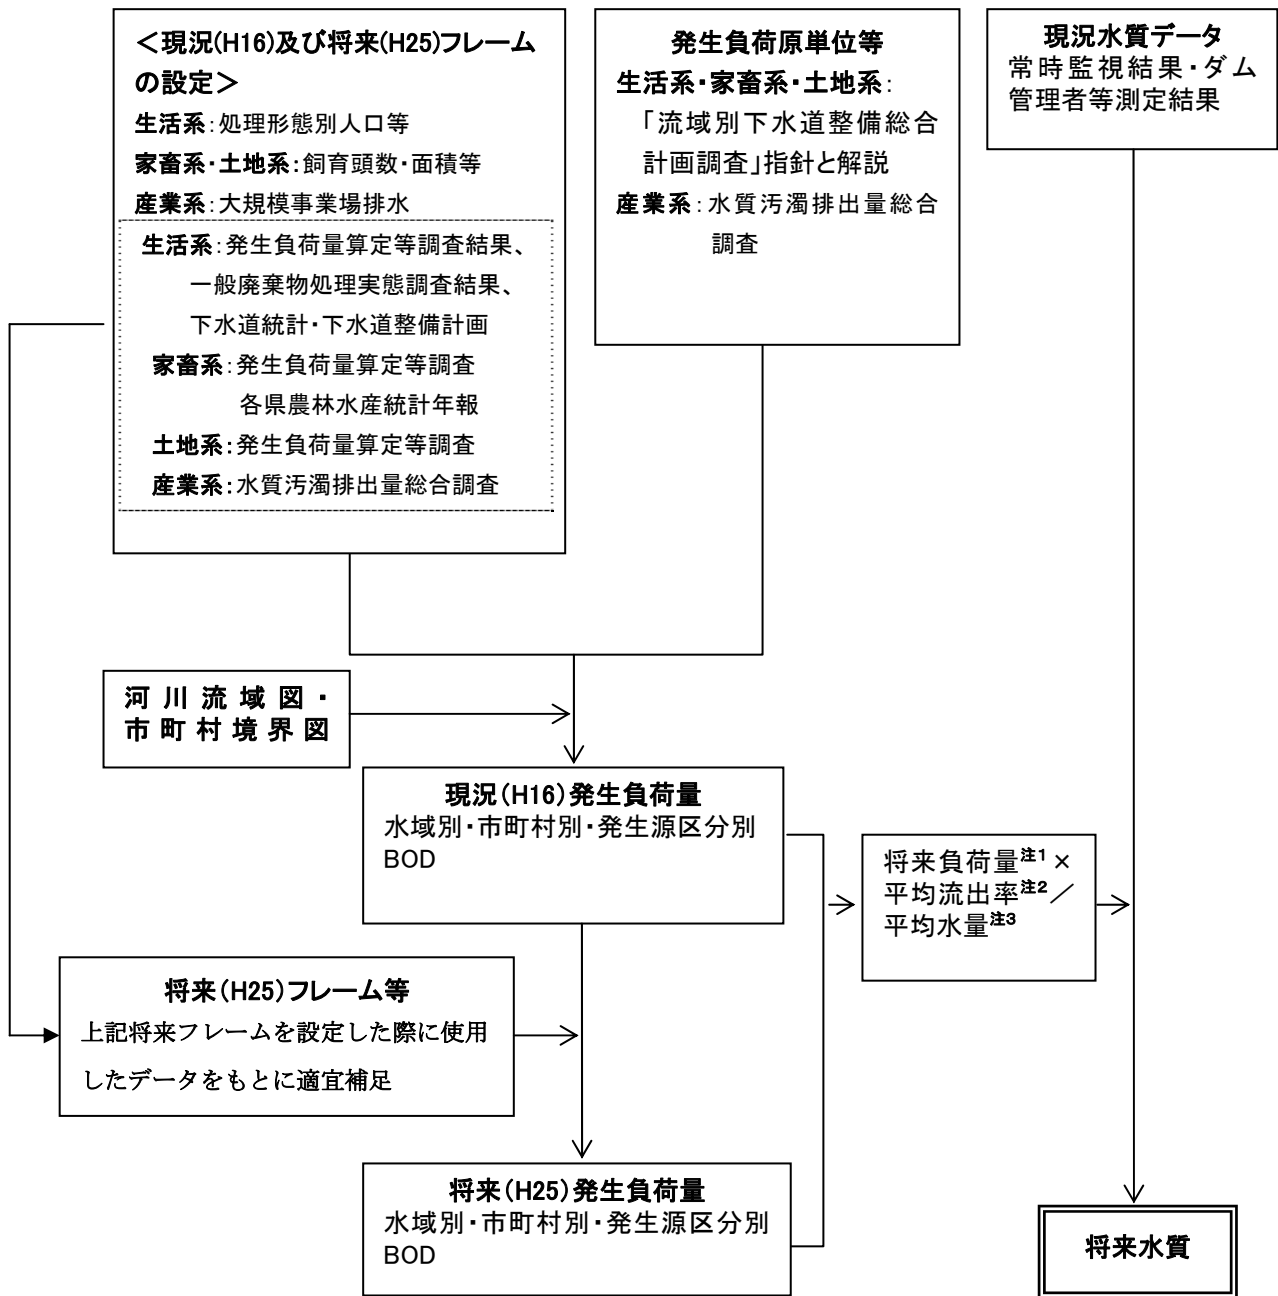 ＜現況(H16)及び将来(H25)フレーム
の設定＞
生活系：処理形態別人口等
家畜系・土地系：飼育頭数・面積等
産業系：大規模事業場排水
生活系：発生負荷量算定等調査結果、
一般廃棄物処理実態調査結果、
下水道統計・下水道整備計画
家畜系：発生負荷量算定等調査
各県農林水産統計年報
土地系：発生負荷量算定等調査
産業系：水質汚濁排出量総合調査
発生負荷原単位等
生活系・家畜系・土地系：
「流域別下水道整備総合
計画調査」指針と解説
産業系：水質汚濁排出量総合
調査
現況水質データ
常時監視結果・ダム
管理者等測定結果
河川流域図・
市町村境界図
現況(H16)発生負荷量
水域別・市町村別・発生源区分別
BOD
将来負荷量注1×
平均流出率注2／
平均水量注3
将来(H25)フレーム等
上記将来フレームを設定した際に使用
したデータをもとに適宜補足
将来(H25)発生負荷量
水域別・市町村別・発生源区分別
BOD
将来水質